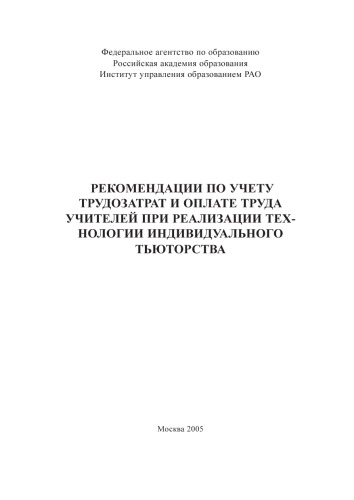 Федеральное агентство по образованию
Российская академия образования
Институт управления образованием РАО
РЕКОМЕНДАЦИИ ПО УЧЕТУ
ТРУДОЗАТРАТ И ОПЛАТЕ ТРУДА
УЧИТЕЛЕЙ ПРИ РЕАЛИЗАЦИИ ТЕХ-
НОЛОГИИ ИНДИВИДУАЛЬНОГО
ТЬЮТОРСТВА
Москва 2005